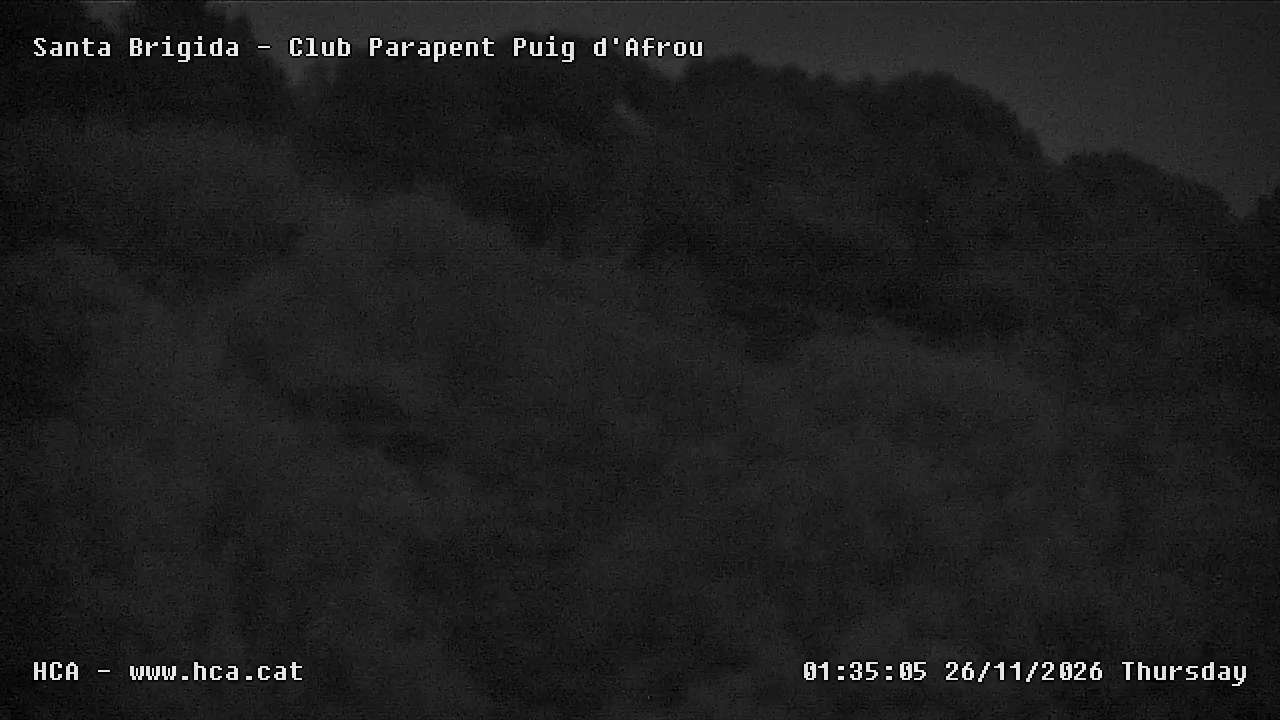 Santa Brigida - Club Parapent Puig d'Afrou
HCA - www.hca.cat
01:35:05 26/11/2026 Thursday